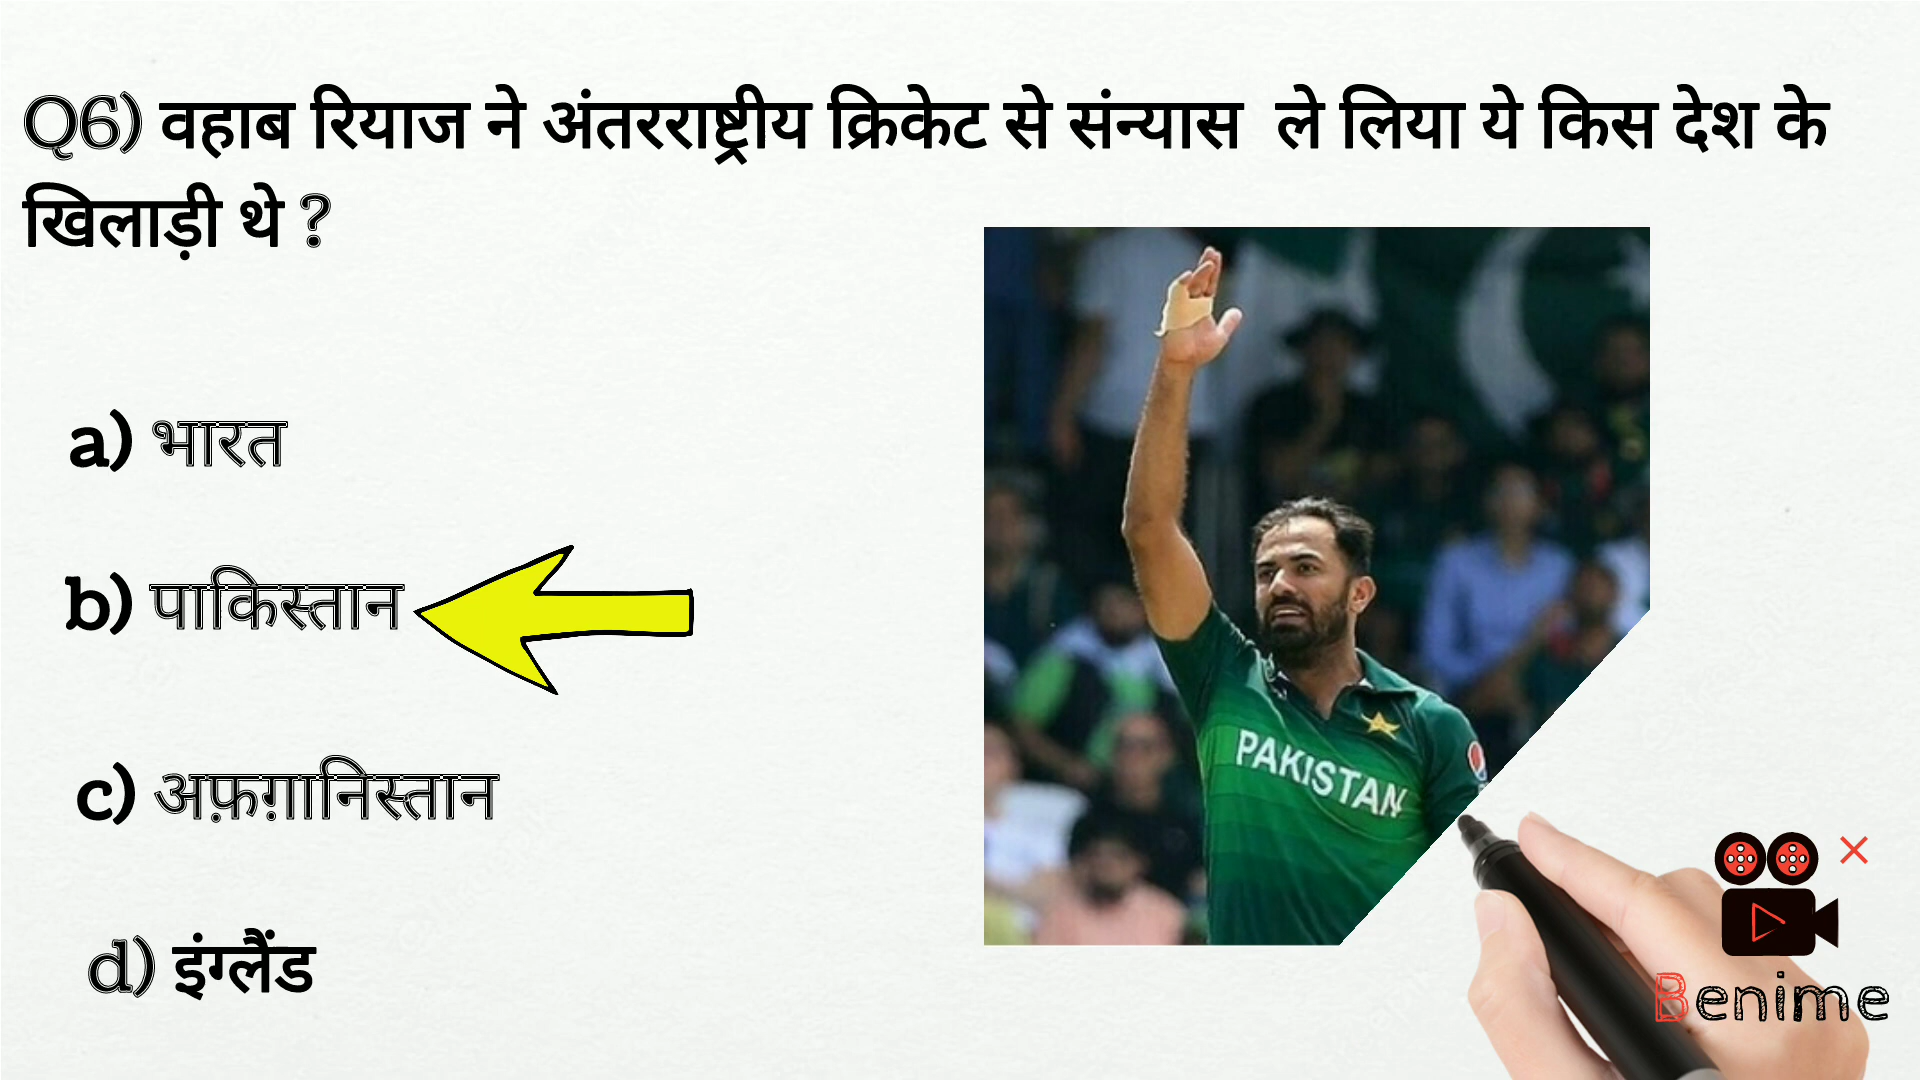 Q6) वहाब रियाज ने अंतरराष्ट्रीय क्रिकेट से संन्यास ले लिया ये किस देश के
खिलाड़ी थे ?
a) भारत
b) पाकिस्तान
c) अफ़ग़ानिस्तान
d) इंग्लैंड
PAKISTAN
Benime